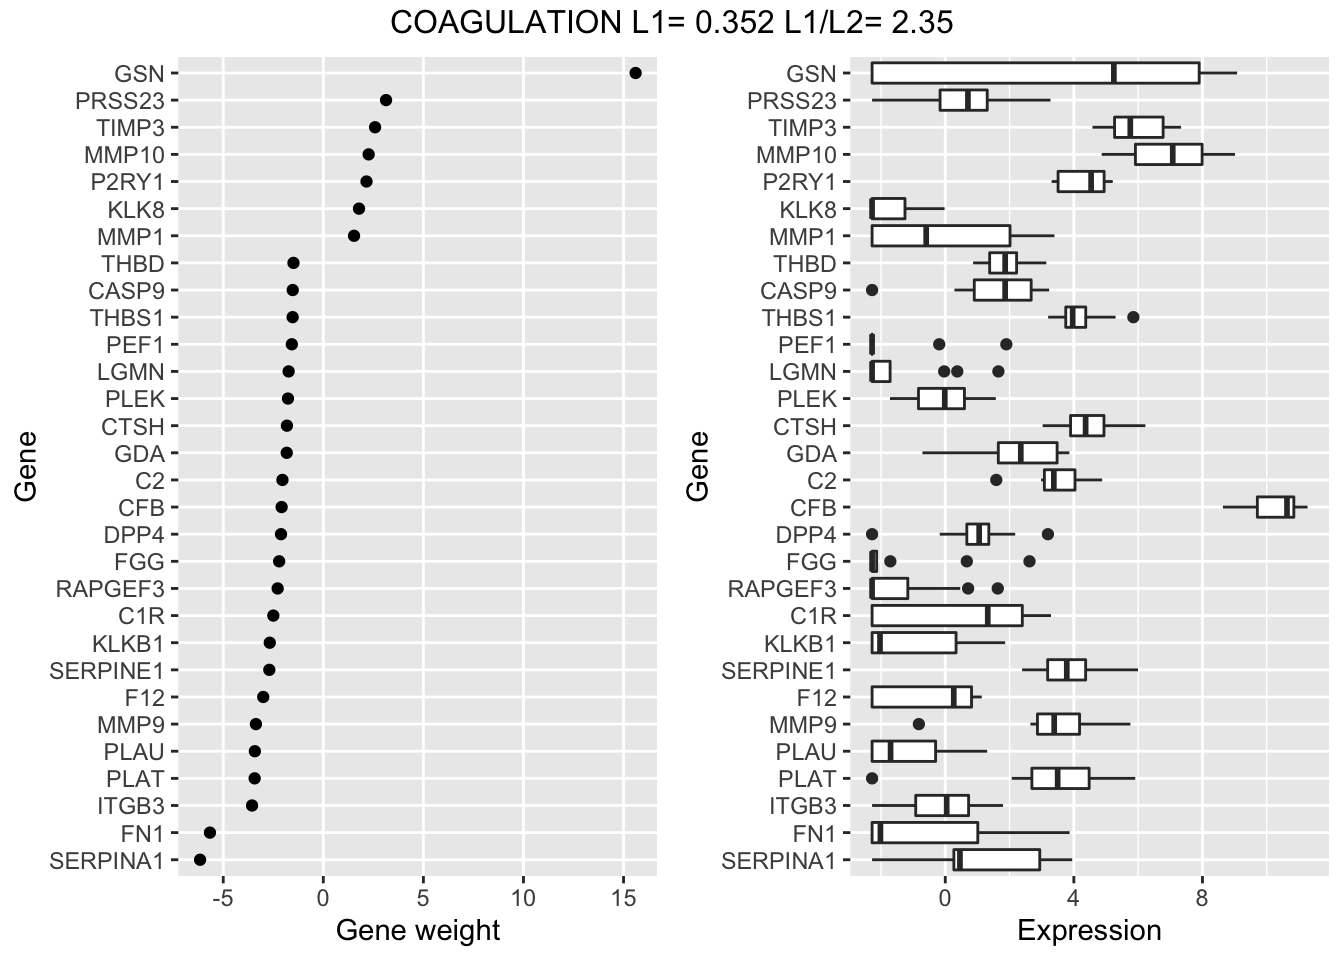 COAGULATION L1= 0.352 L1/L2= 2.35
Gene
GSN
PRSS23
TIMP3
MMP10
P2RY1
KLK8
MMP1
THBD
CASP9
THBS1
PEF1
LGMN
PLEK
CTSH
GDA
C2
CFB
DPP4
FGG
RAPGEF3
C1R
KLKB1
SERPINE1
F12
MMP9
PLAU
PLAT
ITGB3
FN1
SERPINA1
-5 0 5 10 15
Gene weight
Gene
GSN
PRSS23
TIMP3
MMP10
P2RY1
KLK8
MMP1
THBD
CASP9
THBS1
PEF1
LGMN
PLEK
CTSH
GDA
C2
CFB
DPP4
FGG
RAPGEF3
C1R
KLKB1
SERPINE1
F12
MMP9
PLAU
PLAT
ITGB3
FN1
SERPINA1
0 4 8
Expression